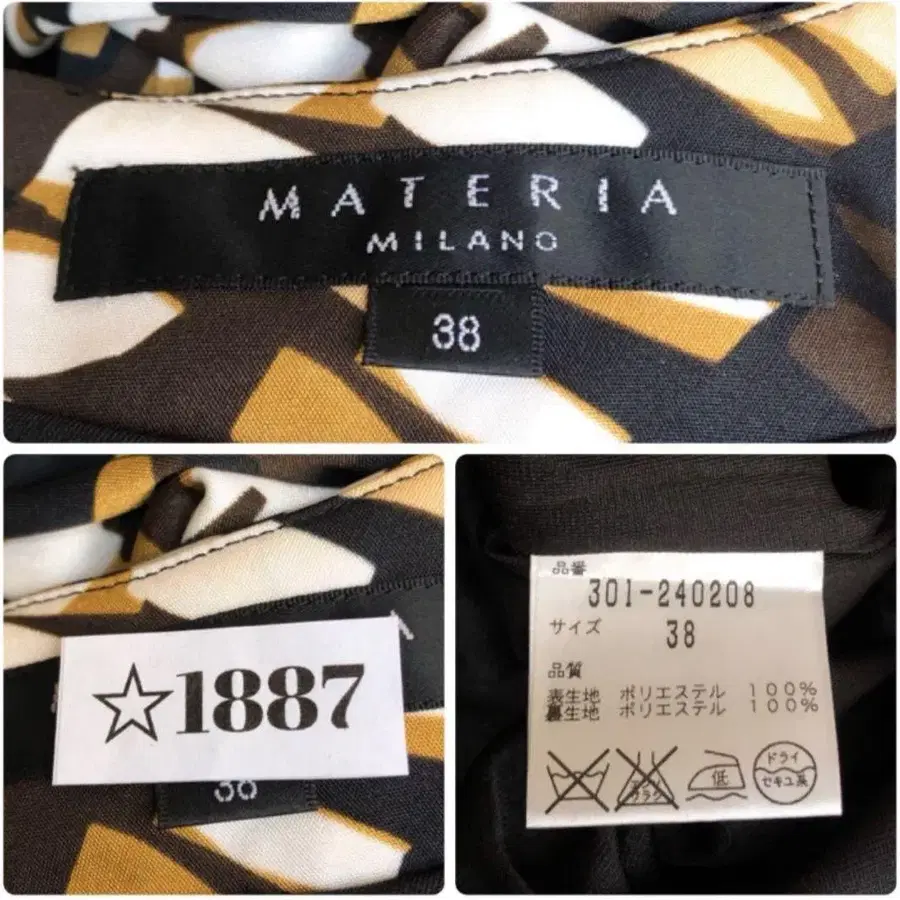 MATERIA
MILANO
38
☆1887
38
品番
301-240208
サイズ 38
品質
表生地 ポリエステル 100%
裏生地 ポリエステル 100%
低
ドライ
セキユ系